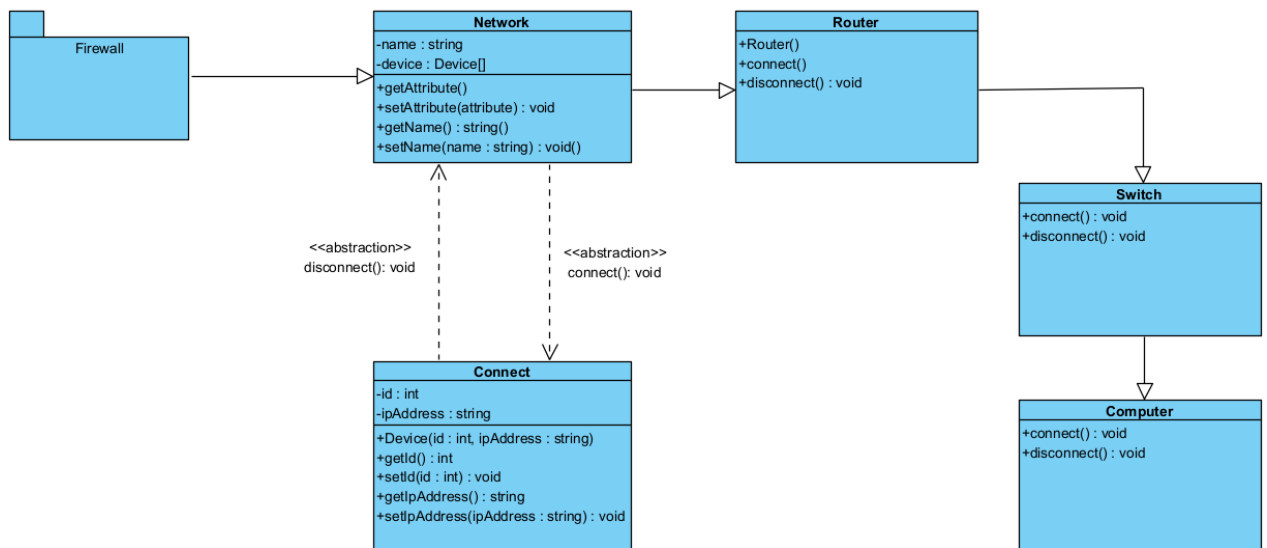 Firewall
Network
-name : string
-device : Device[]
+getAttribute()
+setAttribute(attribute) : void
+getName() : string()
+setName(name : string) : void()
Router
+Router()
+connect()
+disconnect() : void
Switch
+connect() : void
+disconnect() : void
<<abstraction>>
disconnect(): void
<<abstraction>>
connect(): void
Connect
-id : int
-ipAddress : string
+Device(id : int, ipAddress : string)
+getId() : int
+setId(id : int) : void
+getIpAddress() : string
+setIpAddress(ipAddress : string) : void
Computer
+connect() : void
+disconnect() : void